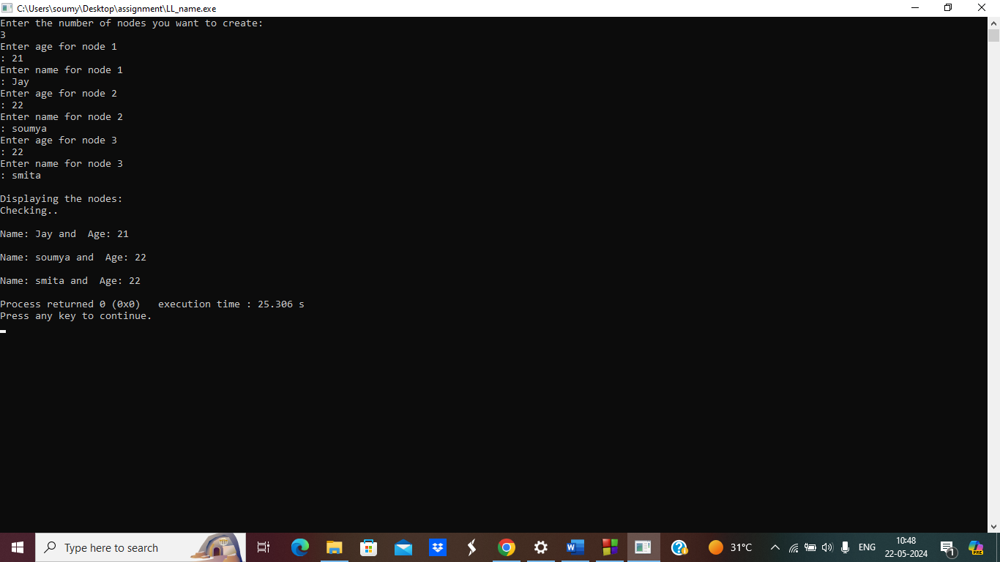 C:\Users\soumy\Desktop\assignment\LL_name.exe
Enter the number of nodes you want to create:
3
Enter age for node 1
: 21
Enter name for node 1
: Jay
Enter age for node 2
: 22
Enter name for node 2
: soumya
Enter age for node 3
: 22
Enter name for node 3
: smita
Displaying the nodes:
Checking..
Name: Jay and  Age: 21
Name: soumya and  Age: 22
Name: smita and  Age: 22
Process returned 0 (0x0)   execution time : 25.306 s
Press any key to continue.
Type here to search
31°C
ENG
10:48
22-05-2024
1
PRE